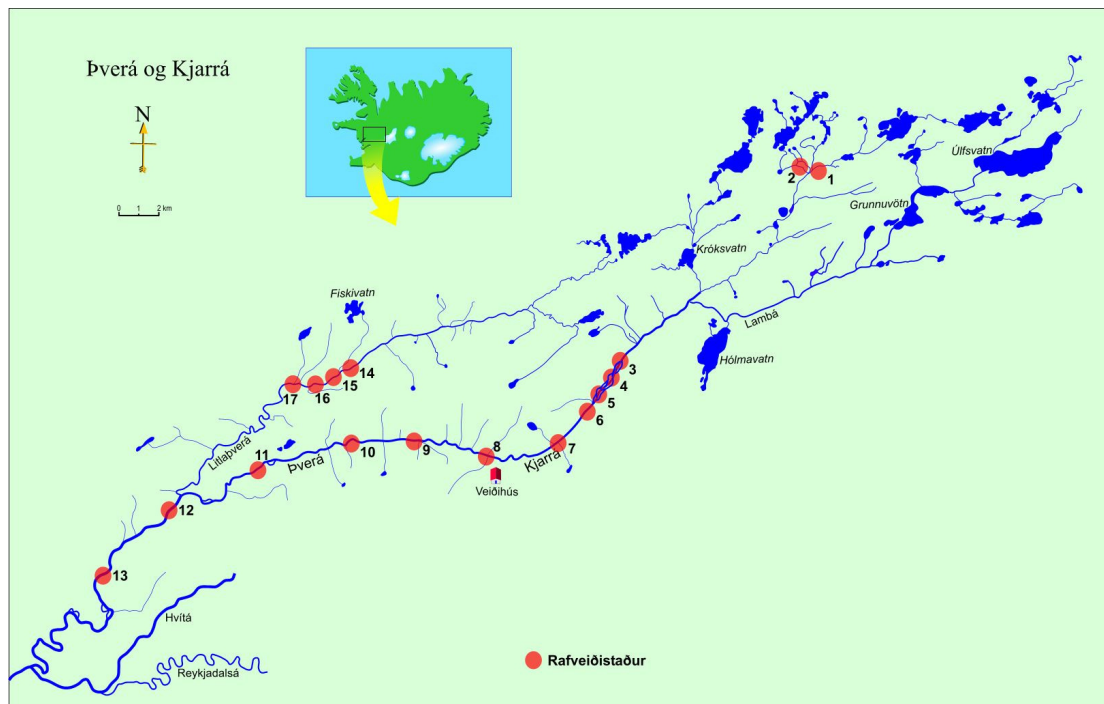 Þverá og Kjarrá
N
0 1 2 km
Úlfsvatn
2
1
Grunnuvötn
Króksvatn
Fiskivatn
Lambá
Hólmavatn
3
4
5
6
7
14
15
16
17
Litlaþverá
11
Þverá
10
9
8
Kjarrá
Veiðihús
12
13
Hvítá
Reykjadalsá
Rafveiðistaður